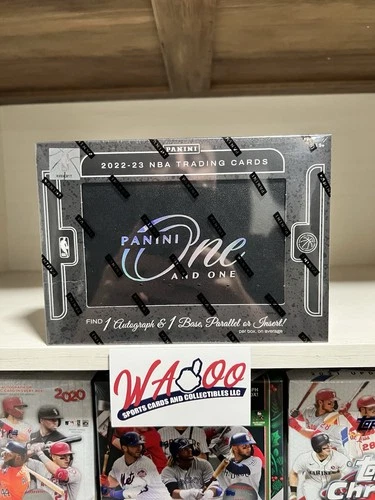 PANINI
2022-23 NBA TRADING CARDS
PANINI One
AND ONE
FIND 1 Autograph & 1 Base, Parallel or Insert!
per box, on average
WAHOO
SPORTS CARDS AND COLLECTIBLES LLC
2020
Chr